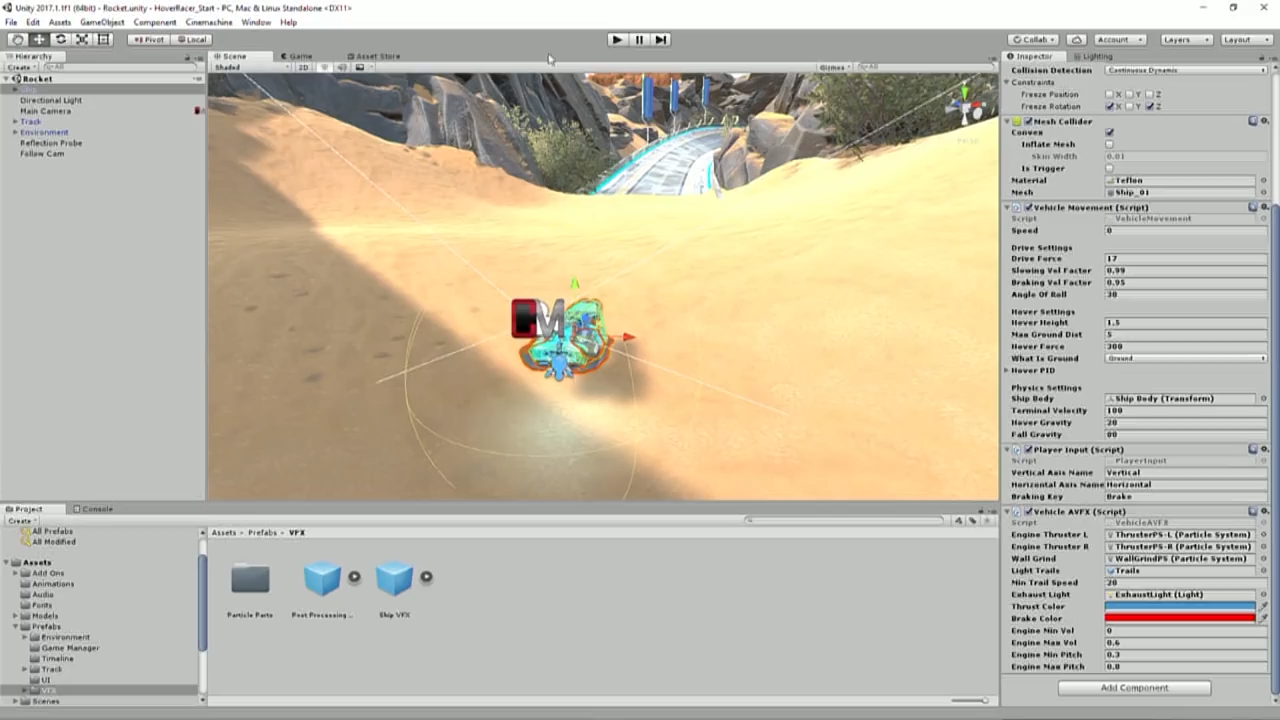 Unity 2017.1.1f1 (64bit) - Rocket.unity - HoverRacer_Start - PC, Mac & Linux Standalone <DX11>
File Edit Assets GameObject Component Cinemachine Window Help
Pivot Local Collab Account Layers Layout
Hierarchy Scene Game Asset Store Inspector Lighting
Create All Shaded 2D Gizmos All
Rocket
Directional Light
Main Camera
Track
Environment
Reflection Probe
Follow Cam
Collision Detection Continuous Dynamic
Constraints
Freeze Position X Y Z
Freeze Rotation X Y Z
Mesh Collider
Convex
Inflate Mesh
Skin Width 0.01
Is Trigger
Material Teflon
Mesh Ship_01
Vehicle Movement (Script)
Script VehicleMovement
Speed 0
Drive Settings
Drive Force 17
Slowing Vel Factor 0.99
Braking Vel Factor 0.95
Angle Of Roll 30
Hover Settings
Hover Height 1.5
Max Ground Dist 5
Hover Force 300
What Is Ground Ground
Hover PID
Physics Settings
Ship Body Ship Body (Transform)
Terminal Velocity 100
Hover Gravity 20
Fall Gravity
Player Input (Script)
Script PlayerInput
Vertical Axis Name Vertical
Horizontal Axis Name Horizontal
Braking Key Brake
Vehicle AVFX (Script)
Script VehicleAVFX
Engine Thruster L ThrusterPS-L (Particle System)
Engine Thruster R ThrusterPS-R (Particle System)
Wall Grind WallGrindPS (Particle System)
Light Trails Trails
Min Trail Speed 20
Exhaust Light ExhaustLight (Light)
Thrust Color
Brake Color
Engine Min Vol 0
Engine Max Vol 0.6
Engine Min Pitch 0.3
Engine Max Pitch 0.8
Add Component
Project Console
Create
All Prefabs
All Modified
Assets
Add Ons
Animations
Audio
Fonts
Models
Prefabs
Environment
Game Manager
Timeline
Track
UI
VFX
Scenes
Assets Prefabs VFX
Particle Parts Post Processing... Ship VFX